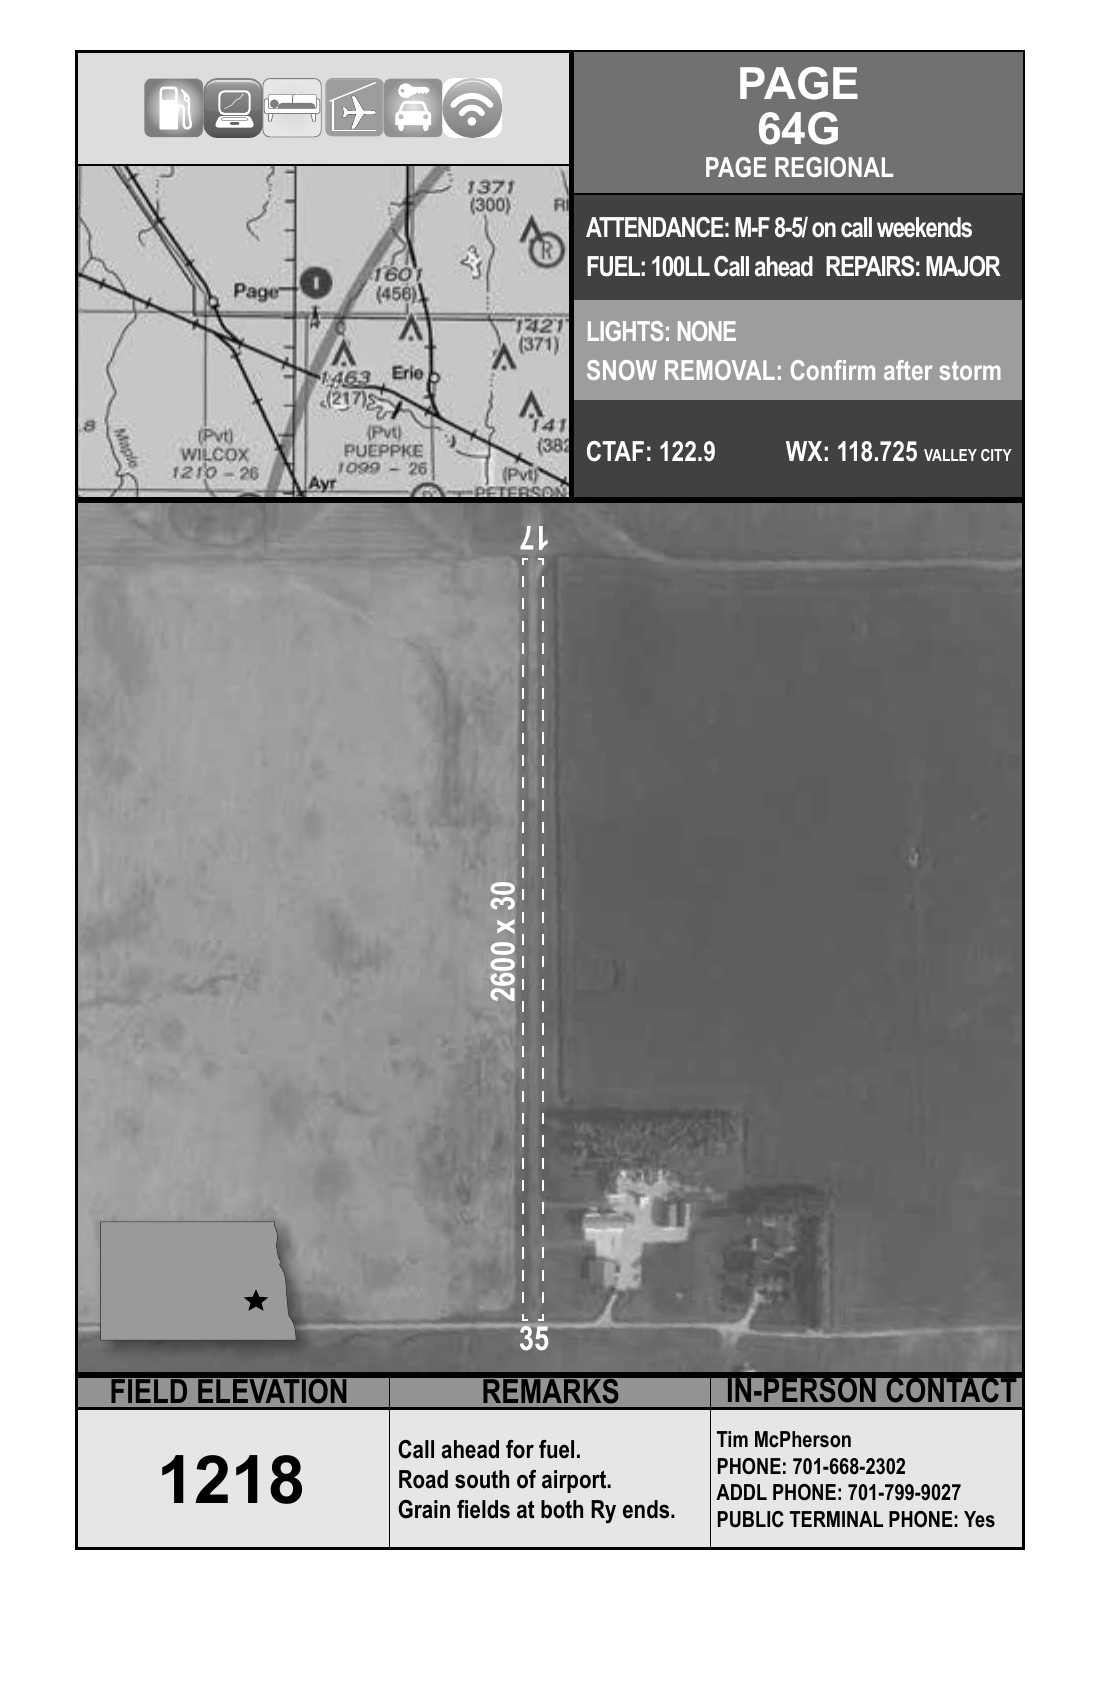 PAGE
64G
PAGE REGIONAL
ATTENDANCE: M-F 8-5/ on call weekends
FUEL: 100LL Call ahead REPAIRS: MAJOR
LIGHTS: NONE
SNOW REMOVAL: Confirm after storm
CTAF: 122.9 WX: 118.725 VALLEY CITY
1371
(300)
R
1601
(456)
Page
1421
(371)
1463
(217)
Erie
.8
Maple
(Pvt)
WILCOX
1210 - 26
(Pvt)
PUEPPKE
1099 - 26
141
(382
(Pvt)
PETERSON
Ayr
17
2600 x 30
35
FIELD ELEVATION
1218
REMARKS
Call ahead for fuel.
Road south of airport.
Grain fields at both Ry ends.
IN-PERSON CONTACT
Tim McPherson
PHONE: 701-668-2302
ADDL PHONE: 701-799-9027
PUBLIC TERMINAL PHONE: Yes